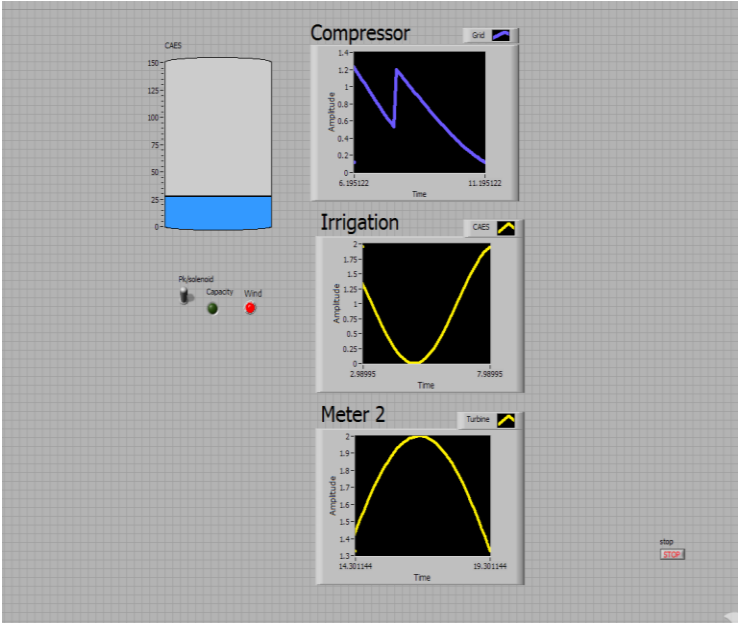 Compressor
Grid
CAES
150-
125-
100-
75-
50-
25-
0-
1.4-
1.2-
1-
0.8-
0.6-
0.4-
0.2-
0-
Amplitude
6.195122
11.195122
Time
Irrigation
CAES
2-
1.75-
1.5-
1.25-
1-
0.75-
0.5-
0.25-
0-
Amplitude
2.98995
7.98995
Time
Pk/solenoid
Capacity
Wind
Meter 2
Turbine
2-
1.9-
1.8-
1.7-
1.6-
1.5-
1.4-
1.3-
Amplitude
14.301144
19.301144
Time
stop
STOP